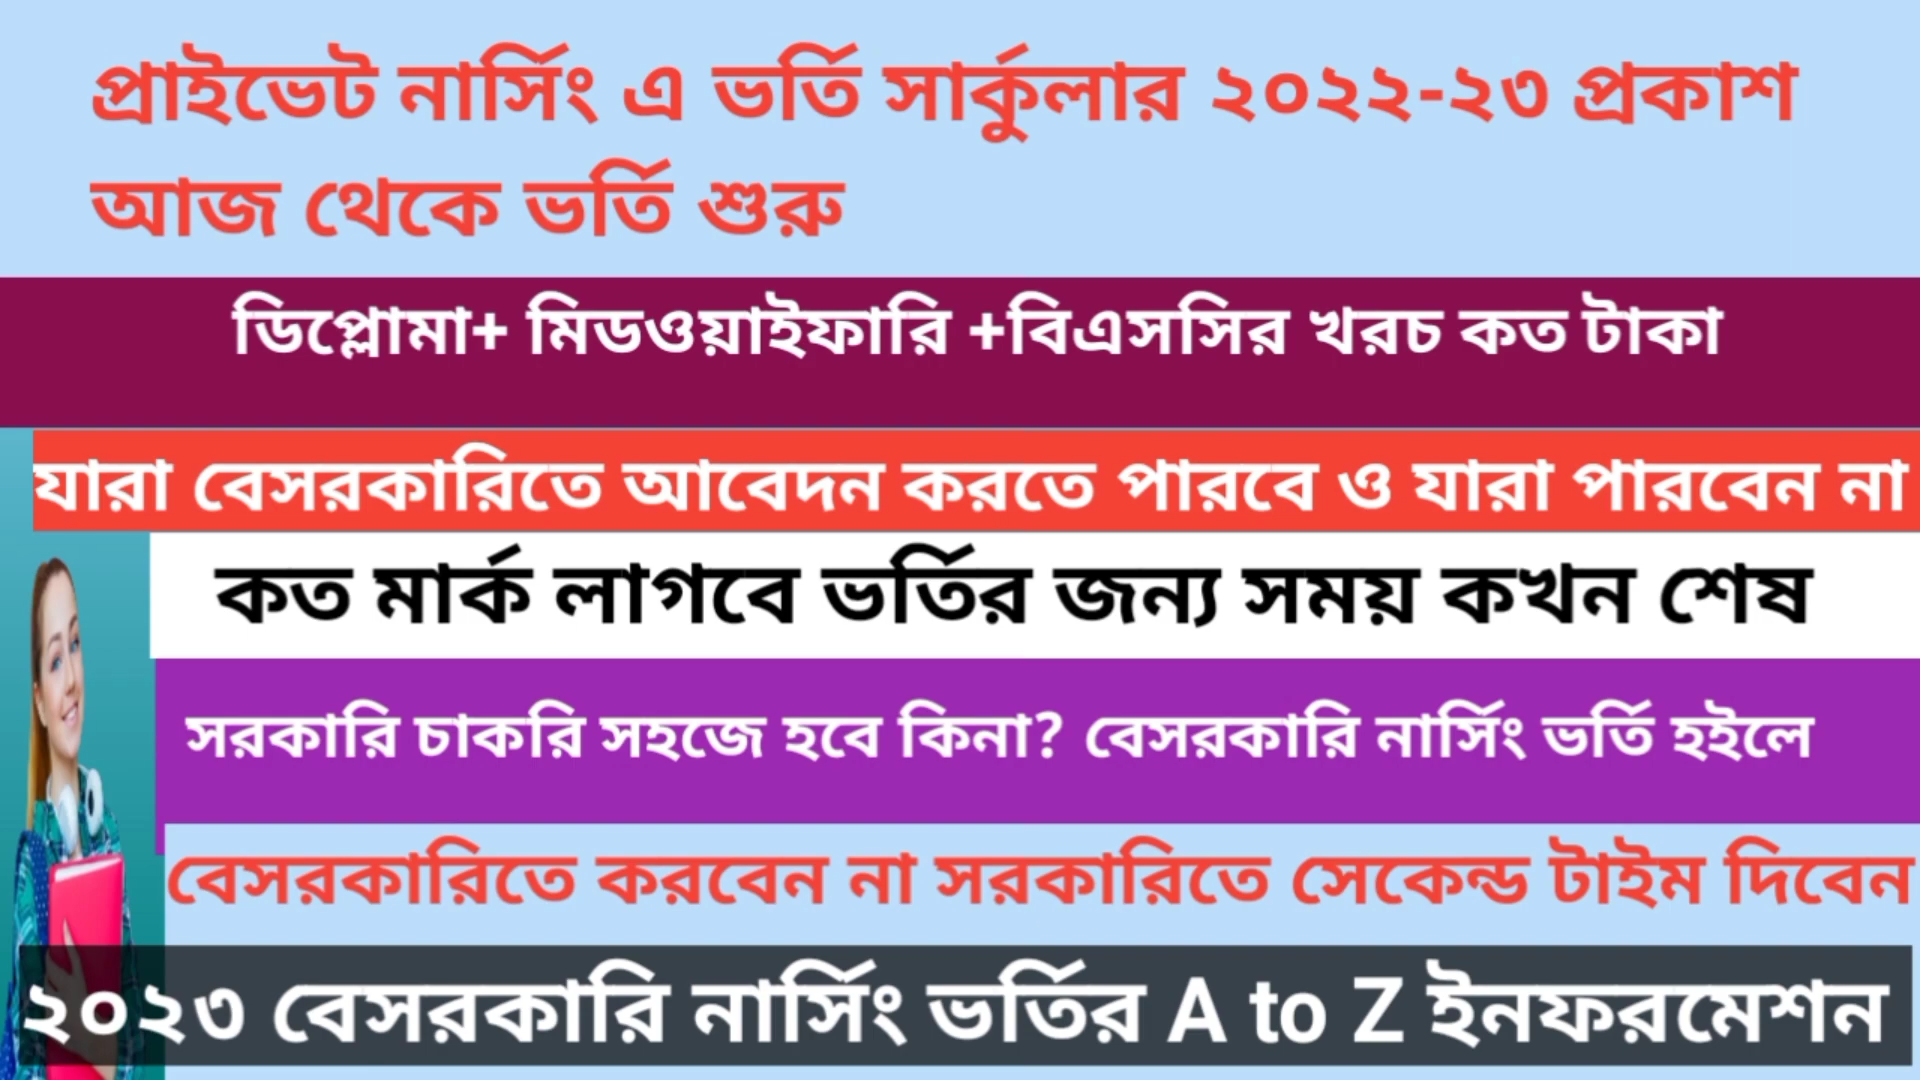 প্রাইভেট নার্সিং এ ভর্তি সার্কুলার ২০২২-২৩ প্রকাশ
আজ থেকে ভর্তি শুরু
ডিপ্লোমা+ মিডওয়াইফারি +বিএসসির খরচ কত টাকা
যারা বেসরকারিতে আবেদন করতে পারবে ও যারা পারবেন না
কত মার্ক লাগবে ভর্তির জন্য সময় কখন শেষ
সরকারি চাকরি সহজে হবে কিনা? বেসরকারি নার্সিং ভর্তি হইলে
বেসরকারিতে করবেন না সরকারিতে সেকেন্ড টাইম দিবেন
২০২৩ বেসরকারি নার্সিং ভর্তির A to Z ইনফরমেশন